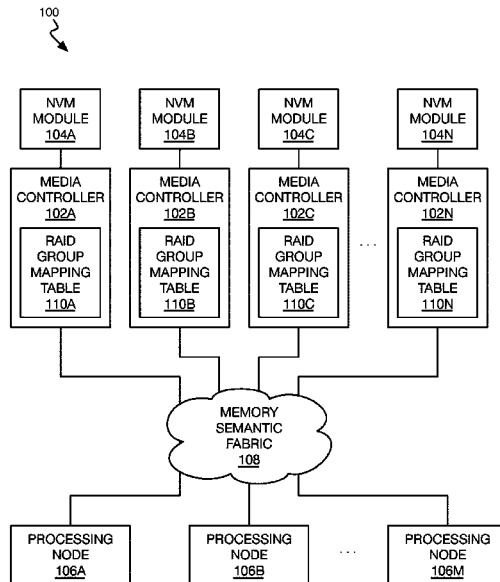 100
NVM MODULE 104A
NVM MODULE 104B
NVM MODULE 104C
NVM MODULE 104N
MEDIA CONTROLLER 102A
RAID GROUP MAPPING TABLE 110A
MEDIA CONTROLLER 102B
RAID GROUP MAPPING TABLE 110B
MEDIA CONTROLLER 102C
RAID GROUP MAPPING TABLE 110C
. . .
MEDIA CONTROLLER 102N
RAID GROUP MAPPING TABLE 110N
MEMORY
SEMANTIC
FABRIC
108
PROCESSING NODE 106A
PROCESSING NODE 106B
. . .
PROCESSING NODE 106M